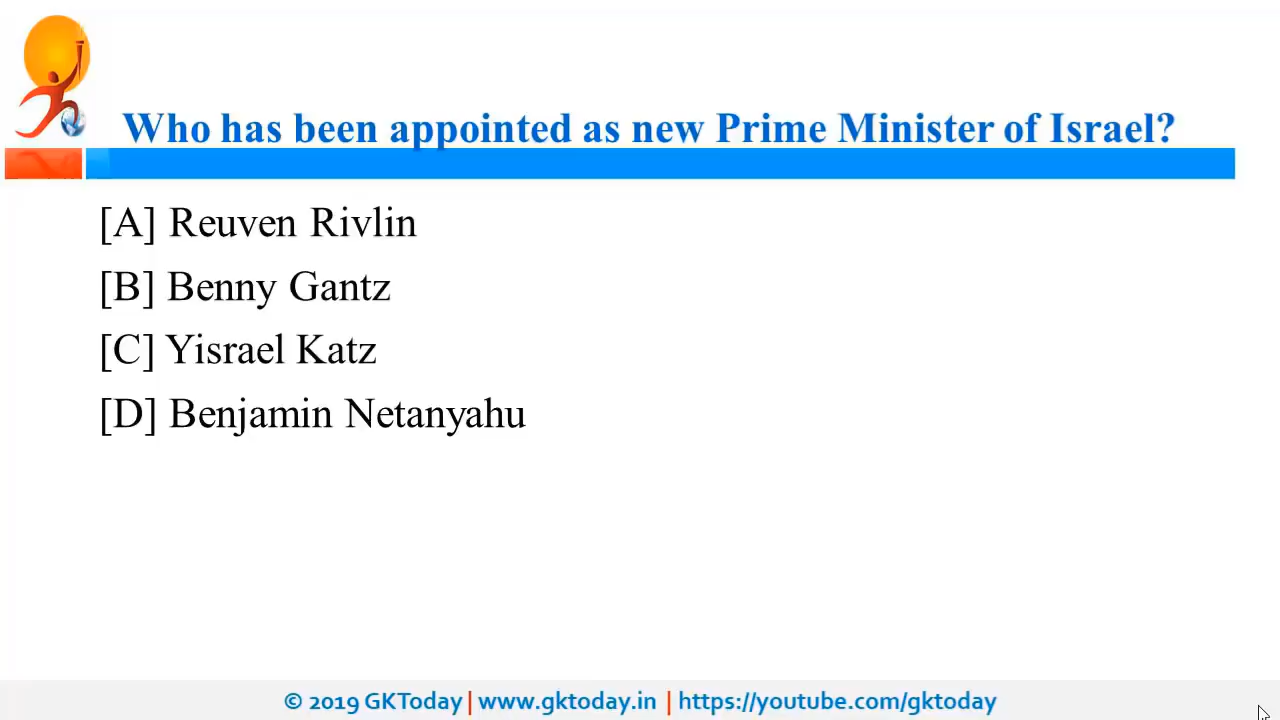 Who has been appointed as new Prime Minister of Israel?
[A] Reuven Rivlin
[B] Benny Gantz
[C] Yisrael Katz
[D] Benjamin Netanyahu
© 2019 GKToday | www.gktoday.in | https://youtube.com/gktoday